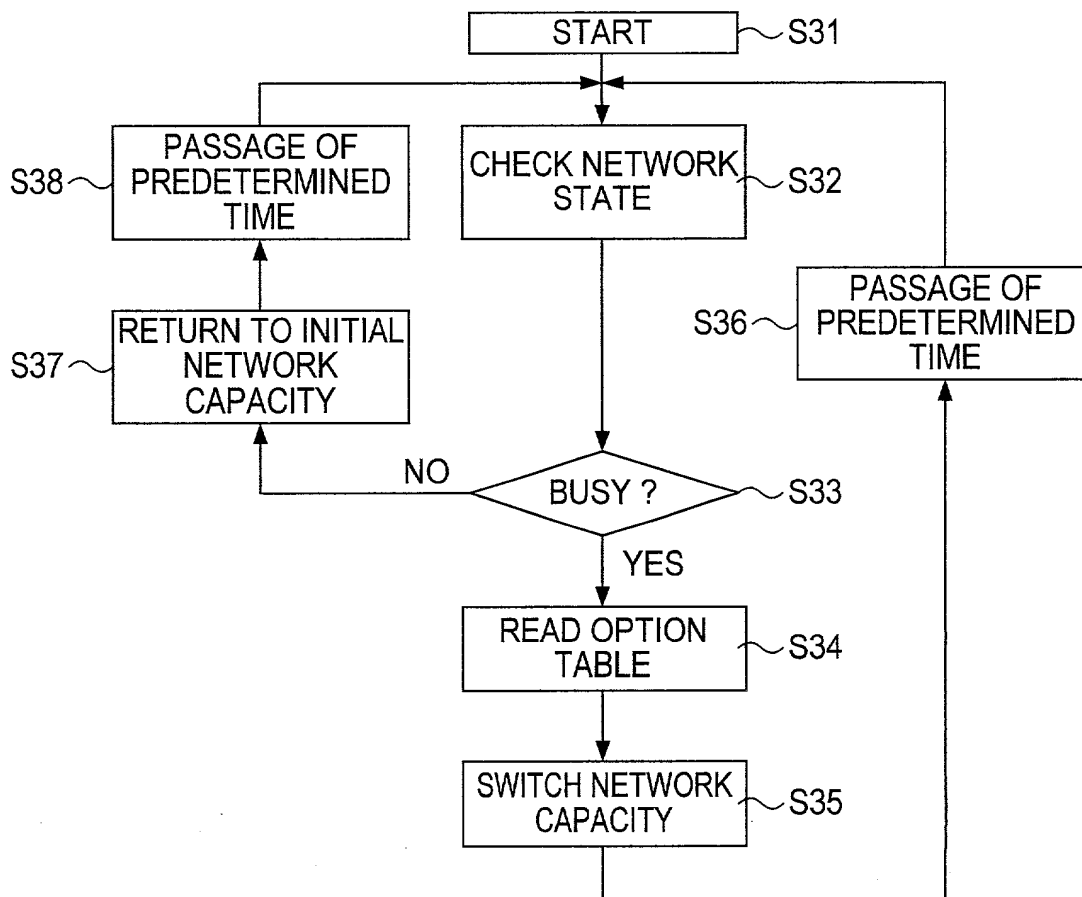 START
S31
PASSAGE OF
PREDETERMINED
TIME
S38
CHECK NETWORK
STATE
S32
RETURN TO INITIAL
NETWORK
CAPACITY
S37
PASSAGE OF
PREDETERMINED
TIME
S36
NO
BUSY ?
S33
YES
READ OPTION
TABLE
S34
SWITCH NETWORK
CAPACITY
S35